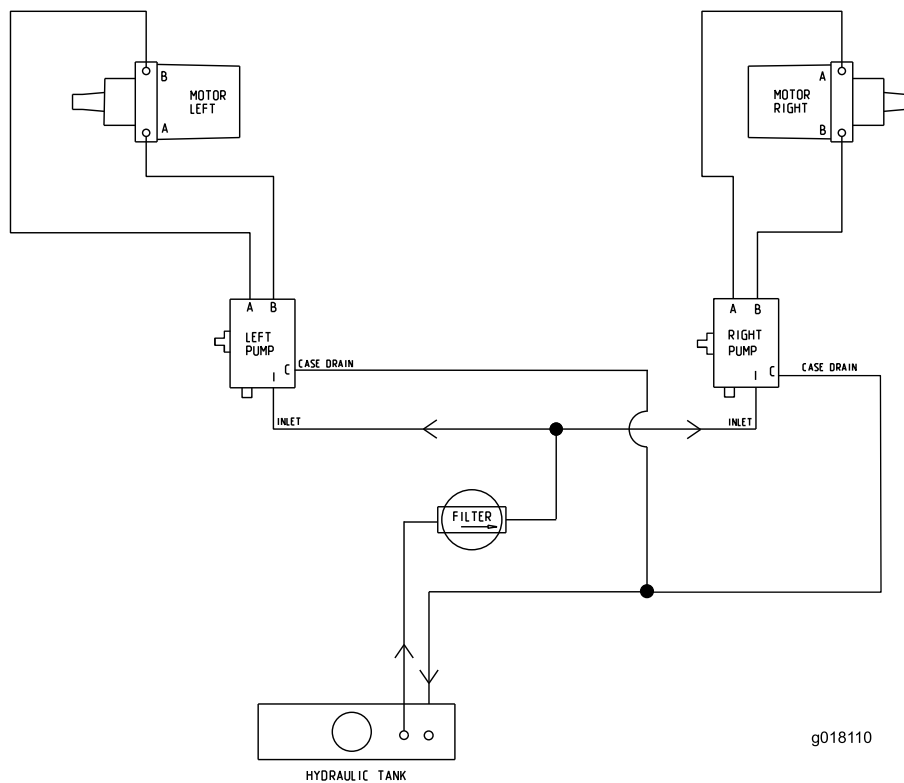 B
MOTOR
LEFT
A
A
MOTOR
RIGHT
B
A B
LEFT
PUMP
C
I
CASE DRAIN
INLET
A B
RIGHT
PUMP
C
I
CASE DRAIN
INLET
FILTER
HYDRAULIC TANK
g018110